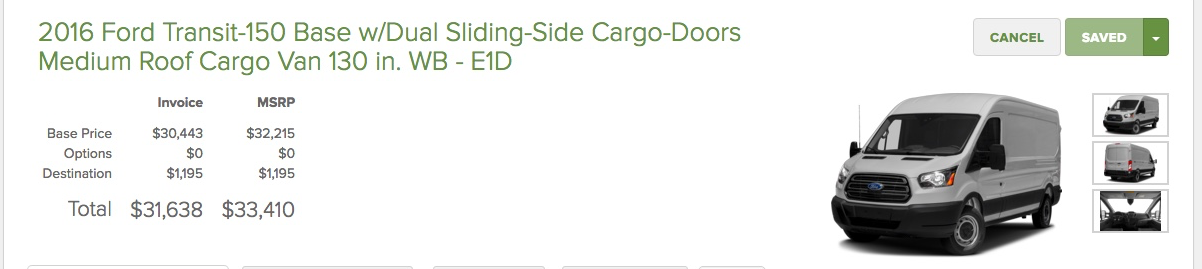 2016 Ford Transit-150 Base w/Dual Sliding-Side Cargo-Doors
Medium Roof Cargo Van 130 in. WB - E1D
CANCEL
SAVED
Invoice MSRP
Base Price $30,443 $32,215
Options $0 $0
Destination $1,195 $1,195
Total $31,638 $33,410